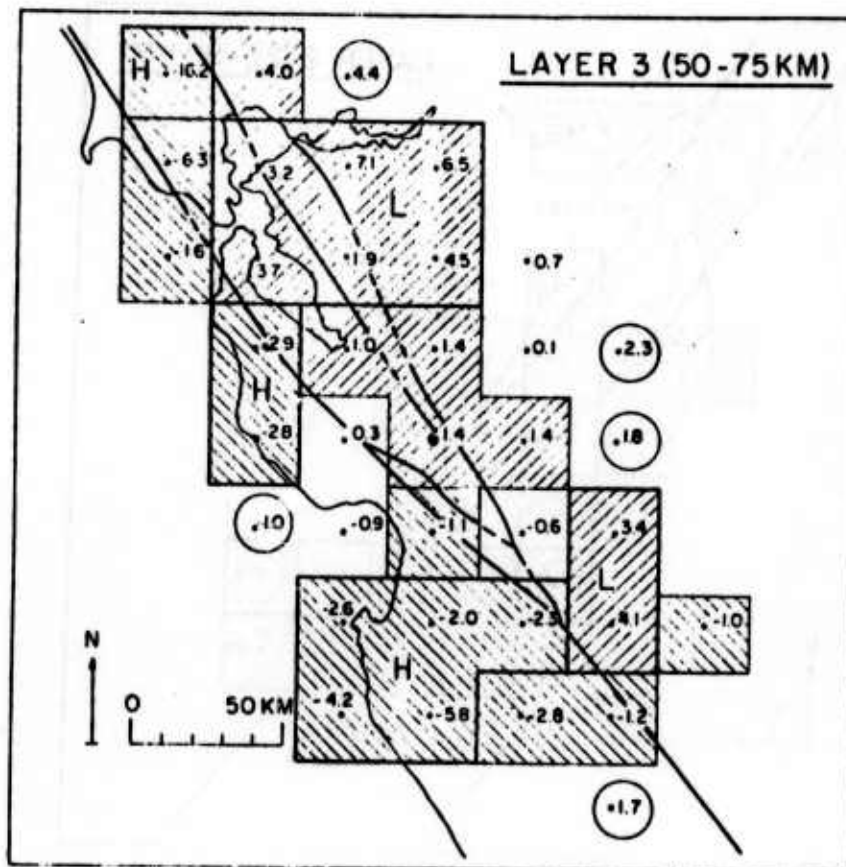 LAYER 3 (50-75KM)
H -10.2 4.0 4.4
-6.3 3.2 7.1 6.5
L
-1.6 3.7 1.9 4.5 0.7
-2.9 1.0 1.4 0.1 -2.3
H
-2.8 0.3 1.4 1.4 1.8
-1.0 -0.9 -1.1 -0.6 3.4
L
-2.6 -2.0 -2.3 4.1 -1.0
N
H
0 50 KM -4.2 -5.8 -2.8 -1.2
1.7